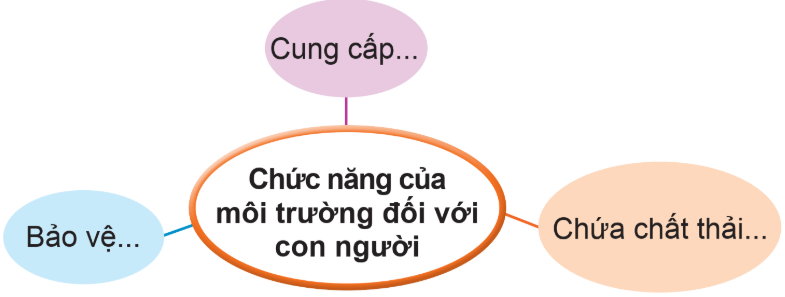 Cung cấp...
Chức năng của
môi trường đối với
con người
Bảo vệ...
Chứa chất thải...